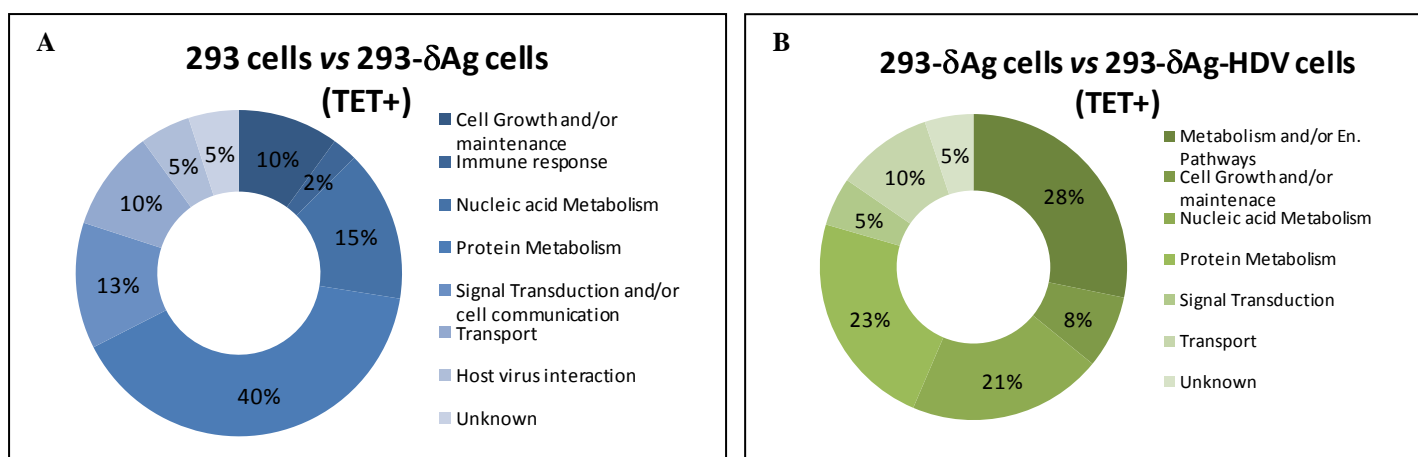 A
293 cells vs 293-δAg cells
(TET+)
Cell Growth and/or
maintenance
Immune response
Nucleic acid Metabolism
Protein Metabolism
Signal Transduction and/or
cell communication
Transport
Host virus interaction
Unknown
10%
2%
15%
40%
13%
10%
5%
5%
B
293-δAg cells vs 293-δAg-HDV cells
(TET+)
Metabolism and/or En.
Pathways
Cell Growth and/or
maintenace
Nucleic acid Metabolism
Protein Metabolism
Signal Transduction
Transport
Unknown
28%
8%
21%
23%
5%
10%
5%